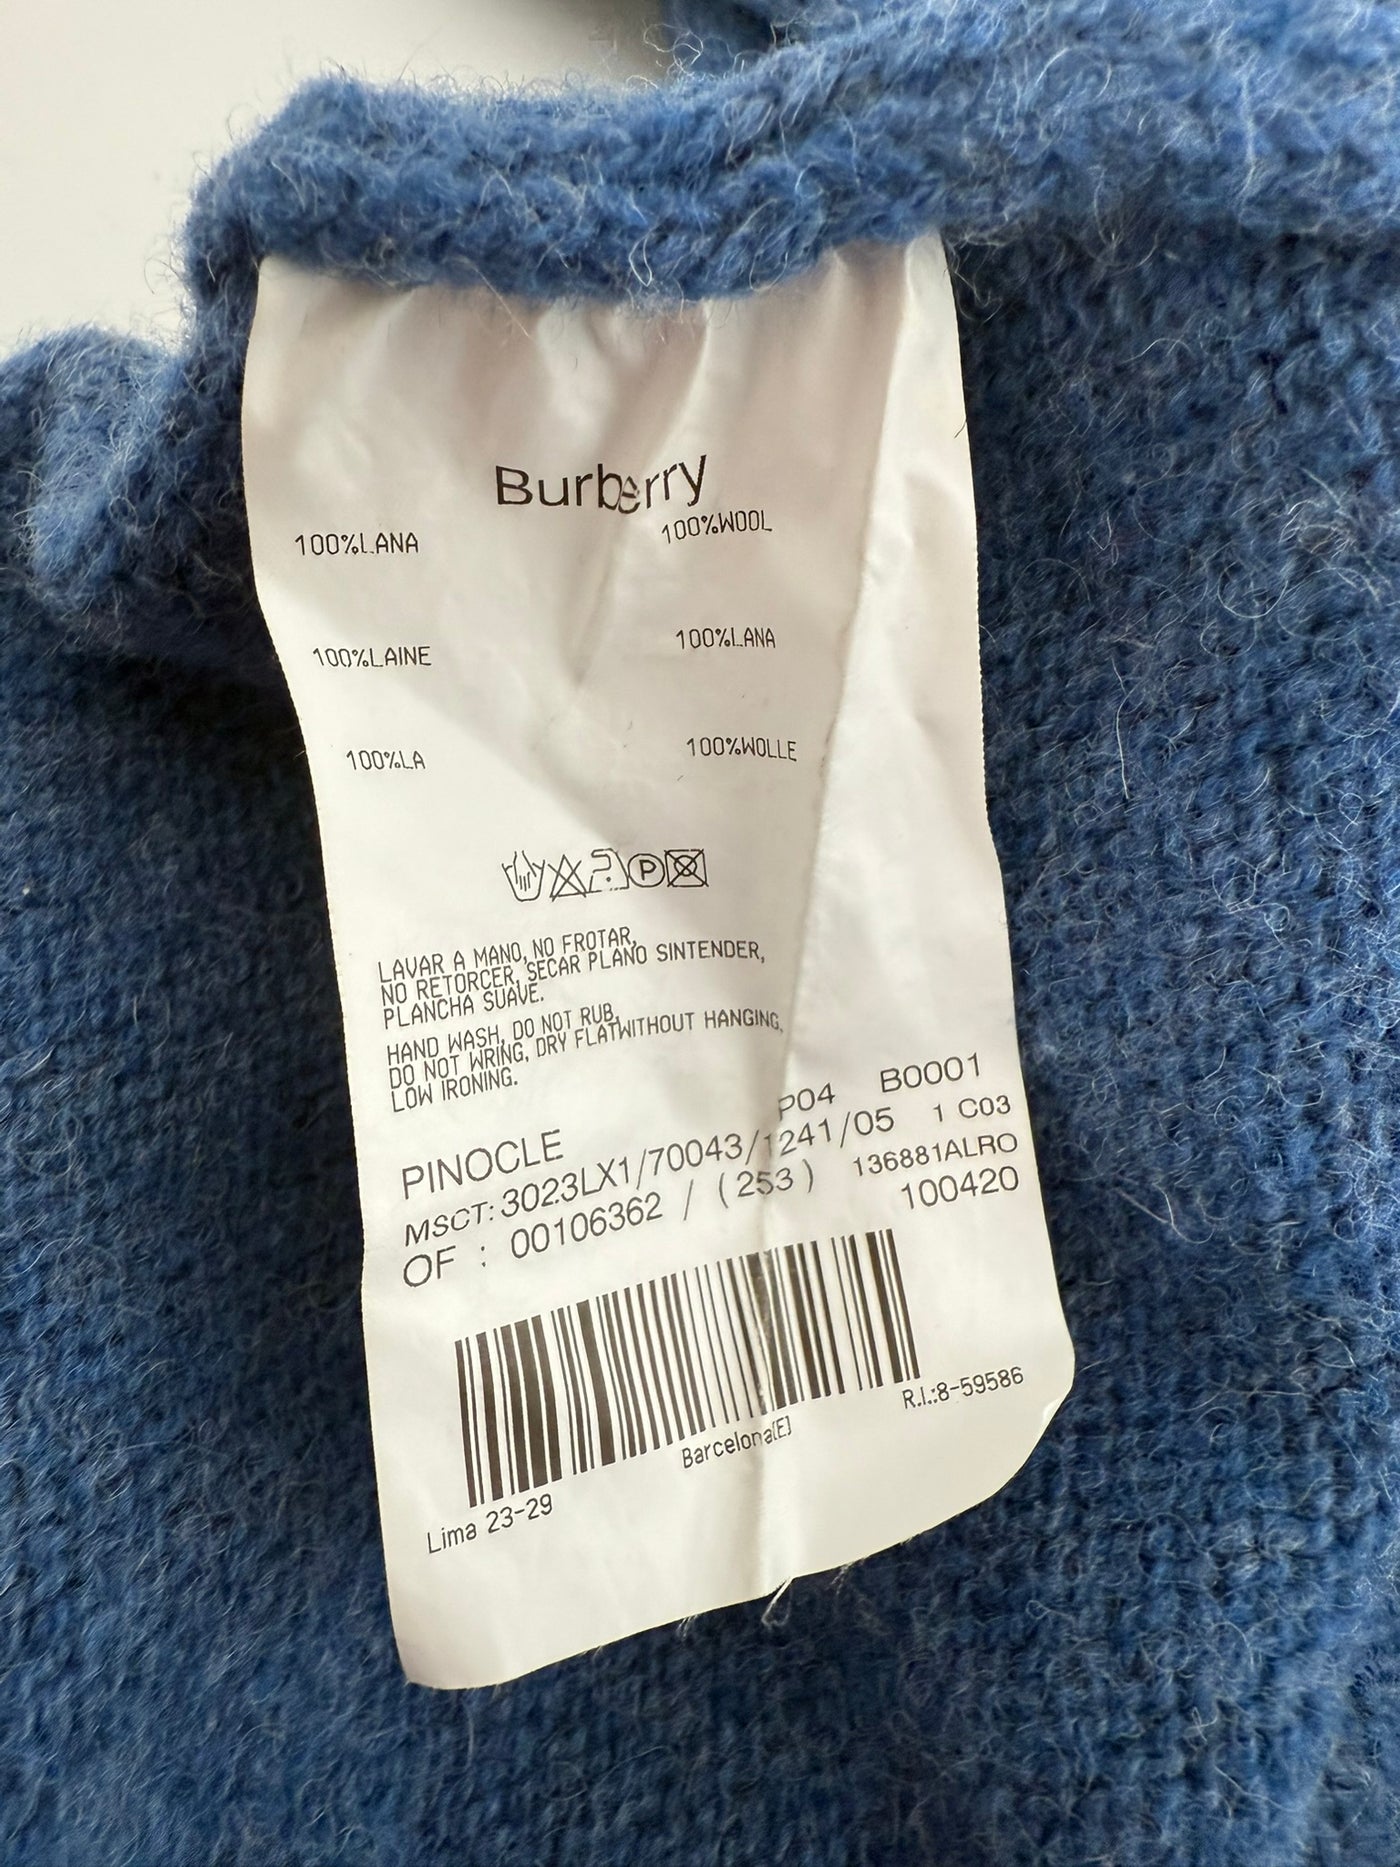 Burberry
100%LANA 100%WOOL
100%LAINE 100%LANA
100%LA 100%WOLLE
P
LAVAR A MANO, NO FROTAR,
NO RETORCER, SECAR PLANO SINTENDER,
PLANCHA SUAVE.
HAND WASH, DO NOT RUB,
DO NOT WRING, DRY FLATWITHOUT HANGING,
LOW IRONING.
P04 B0001
PINOCLE 1 C03
MSCT: 3023LX1/70043/1241/05 136881ALRO
OF : 00106362 / (253) 100420
Lima 23-29 Barcelona(E) R.I.:8-59586